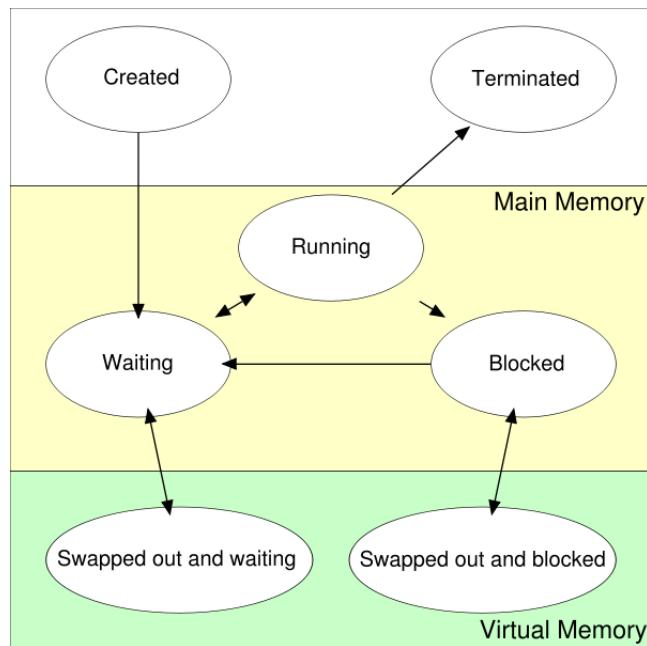 Created
Terminated
Main Memory
Running
Waiting
Blocked
Swapped out and waiting
Swapped out and blocked
Virtual Memory